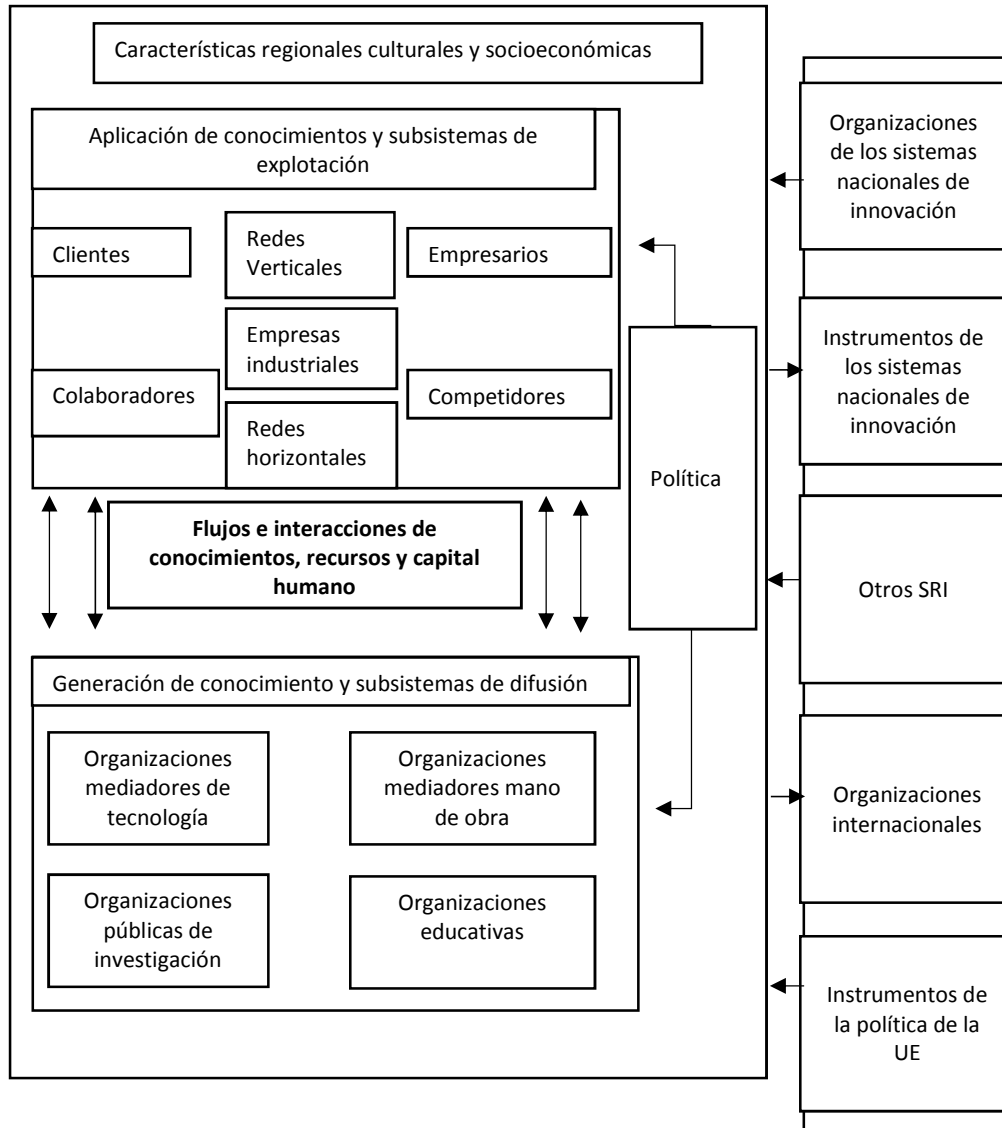 Características regionales culturales y socioeconómicas
Aplicación de conocimientos y subsistemas de
explotación
Clientes
Redes
Verticales
Empresarios
Empresas
industriales
Colaboradores
Competidores
Redes
horizontales
Flujos e interacciones de
conocimientos, recursos y capital
humano
Generación de conocimiento y subsistemas de difusión
Organizaciones
mediadores de
tecnología
Organizaciones
mediadores mano
de obra
Organizaciones
públicas de
investigación
Organizaciones
educativas
Política
Organizaciones
de los sistemas
nacionales de
innovación
Instrumentos de
los sistemas
nacionales de
innovación
Otros SRI
Organizaciones
internacionales
Instrumentos de
la política de la
UE